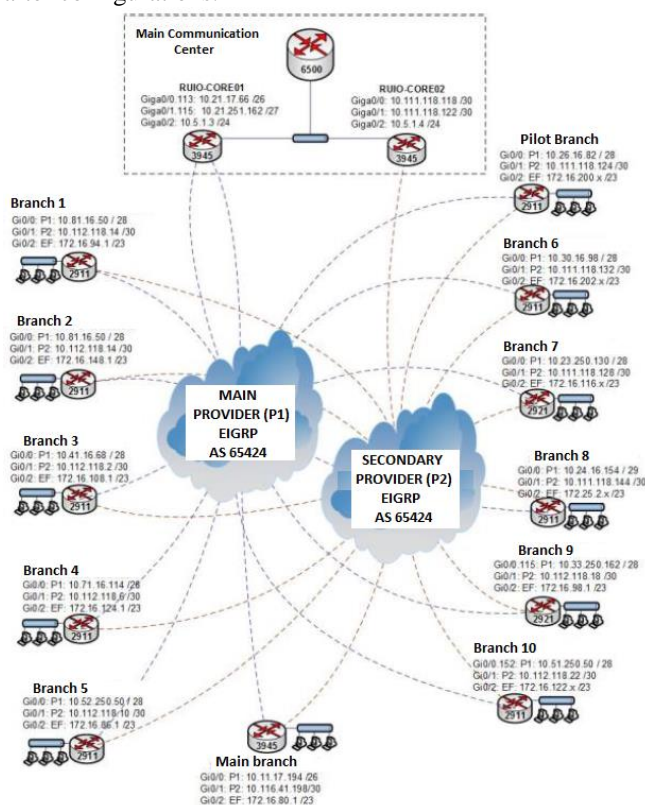 Main Communication
Center
6500
RUIO-CORE01
Giga0/0.113: 10.21.17.66 /26
Giga0/1.115: 10.21.251.162 /27
Giga0/2: 10.5.1.3 /24
RUIO-CORE02
Giga0/0: 10.111.118.118 /30
Giga0/1: 10.111.118.122 /30
Giga0/2: 10.5.1.4 /24
3945
3945
Pilot Branch
Gi0/0: P1: 10.26.16.82 / 28
Gi0/1: P2: 10.111.118.124 /30
Gi0/2: EF: 172.16.200.x /23
2911
Branch 1
Gi0/0: P1: 10.81.16.50 / 28
Gi0/1: P2: 10.112.118.14 /30
Gi0/2: EF: 172.16.94.1 /23
2911
Branch 6
Gi0/0: P1: 10.30.16.98 / 28
Gi0/1: P2: 10.111.118.132 /30
Gi0/2: EF: 172.16.202.x /23
2911
Branch 2
Gi0/0: P1: 10.81.16.50 / 28
Gi0/1: P2: 10.112.118.14 /30
Gi0/2: EF: 172.16.148.1 /23
2911
Branch 7
Gi0/0: P1: 10.23.250.130 / 28
Gi0/1: P2: 10.111.118.128 /30
Gi0/2: EF: 172.16.116.x /23
2921
MAIN
PROVIDER (P1)
EIGRP
AS 65424
SECONDARY
PROVIDER (P2)
EIGRP
AS 65424
Branch 3
Gi0/0: P1: 10.41.16.68 / 28
Gi0/1: P2: 10.112.118.2 /30
Gi0/2: EF: 172.16.108.1 /23
2911
Branch 8
Gi0/0: P1: 10.24.16.154 / 29
Gi0/1: P2: 10.111.118.144 /30
Gi0/2: EF: 172.25.2.x /23
2911
Branch 4
Gi0/0: P1: 10.71.16.114 /28
Gi0/1: P2: 10.112.118.6 /30
Gi0/2: EF: 172.16.124.1 /23
2911
Branch 9
Gi0/0.115: P1: 10.33.250.162 / 28
Gi0/1: P2: 10.112.118.18 /30
Gi0/2: EF: 172.16.98.1 /23
2921
Branch 5
Gi0/0: P1: 10.52.250.50 / 28
Gi0/1: P2: 10.112.118.10 /30
Gi0/2: EF: 172.16.86.1 /23
2911
Branch 10
Gi0/0.152: P1: 10.51.250.50 / 28
Gi0/1: P2: 10.112.118.22 /30
Gi0/2: EF: 172.16.122.x /23
2911
3945
Main branch
Gi0/0: P1: 10.11.17.194 /26
Gi0/1: P2: 10.116.41.198/30
Gi0/2: EF: 172.16.80.1 /23